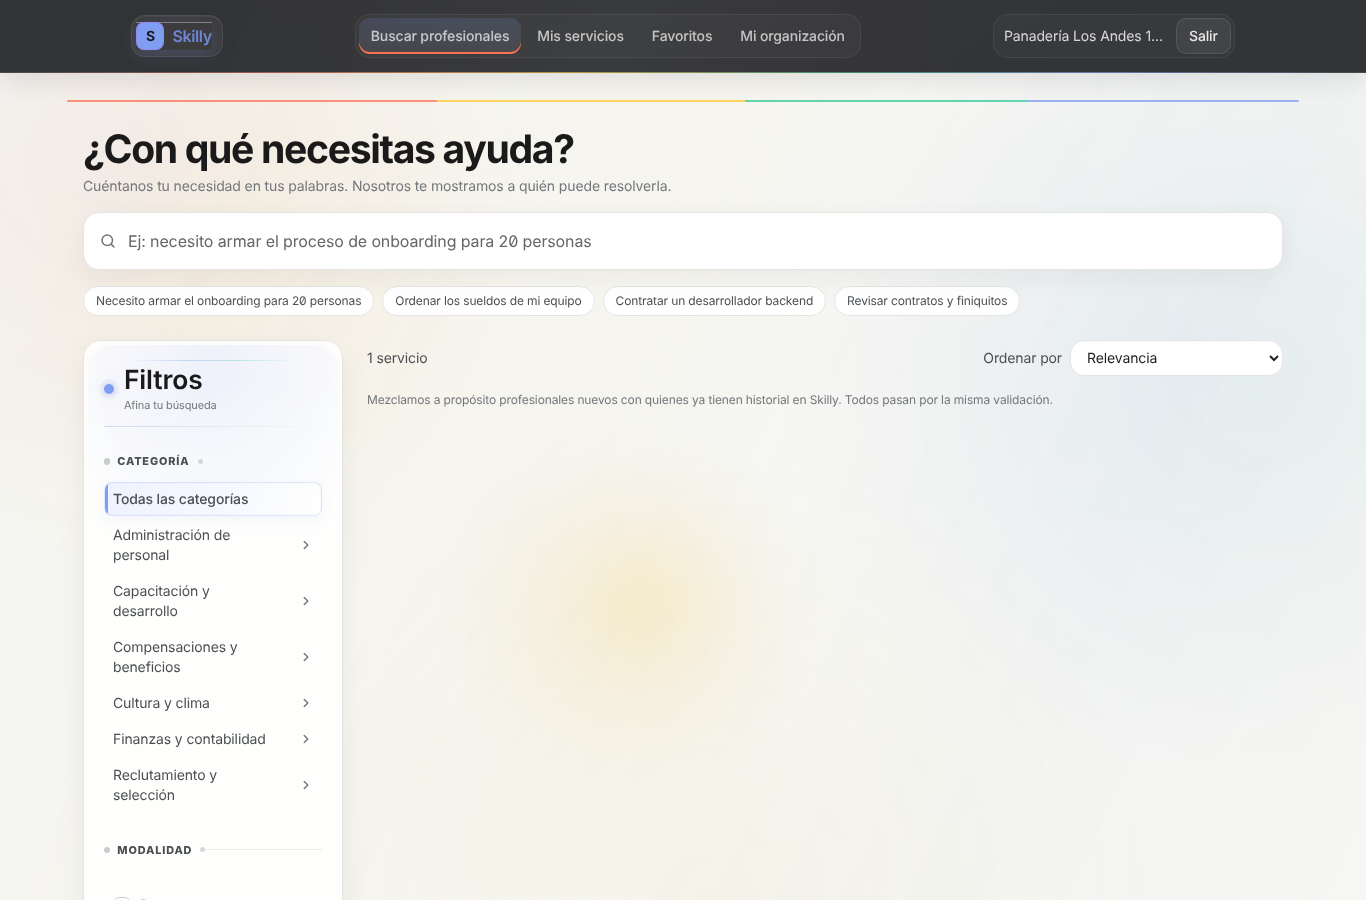 S Skilly
Buscar profesionales
Mis servicios
Favoritos
Mi organización
Panadería Los Andes 1...
Salir
¿Con qué necesitas ayuda?
Cuéntanos tu necesidad en tus palabras. Nosotros te mostramos a quién puede resolverla.
Ej: necesito armar el proceso de onboarding para 20 personas
Necesito armar el onboarding para 20 personas
Ordenar los sueldos de mi equipo
Contratar un desarrollador backend
Revisar contratos y finiquitos
Filtros
Afina tu búsqueda
CATEGORÍA
Todas las categorías
Administración de
personal
Capacitación y
desarrollo
Compensaciones y
beneficios
Cultura y clima
Finanzas y contabilidad
Reclutamiento y
selección
MODALIDAD
1 servicio
Ordenar por
Relevancia
Mezclamos a propósito profesionales nuevos con quienes ya tienen historial en Skilly. Todos pasan por la misma validación.